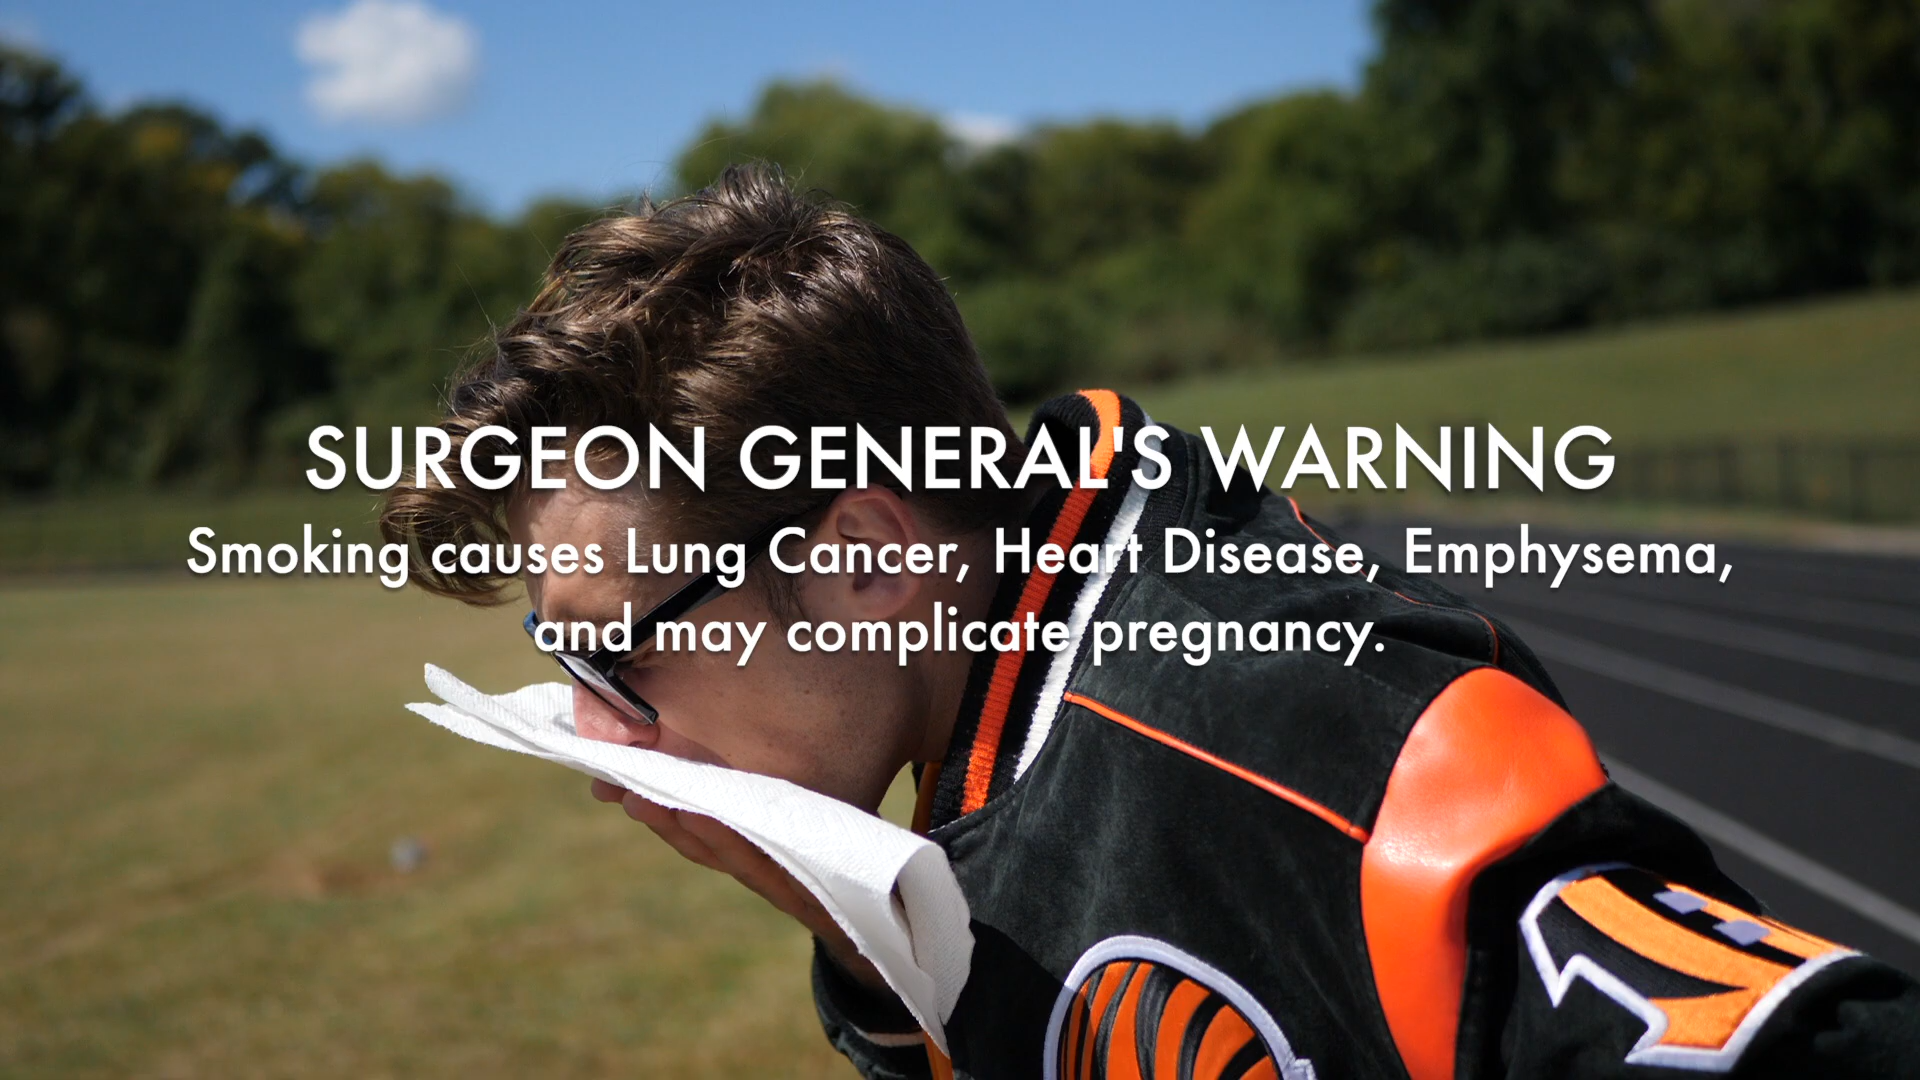 SURGEON GENERAL'S WARNING
Smoking causes Lung Cancer, Heart Disease, Emphysema,
and may complicate pregnancy.